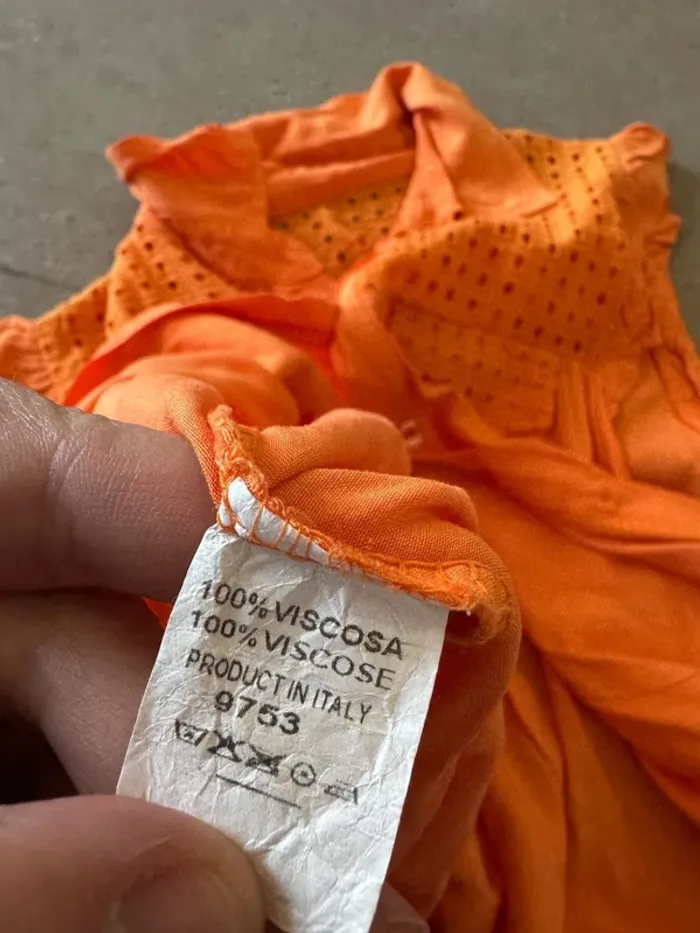 100% VISCOSA
100% VISCOSE
PRODUCT IN ITALY
9753